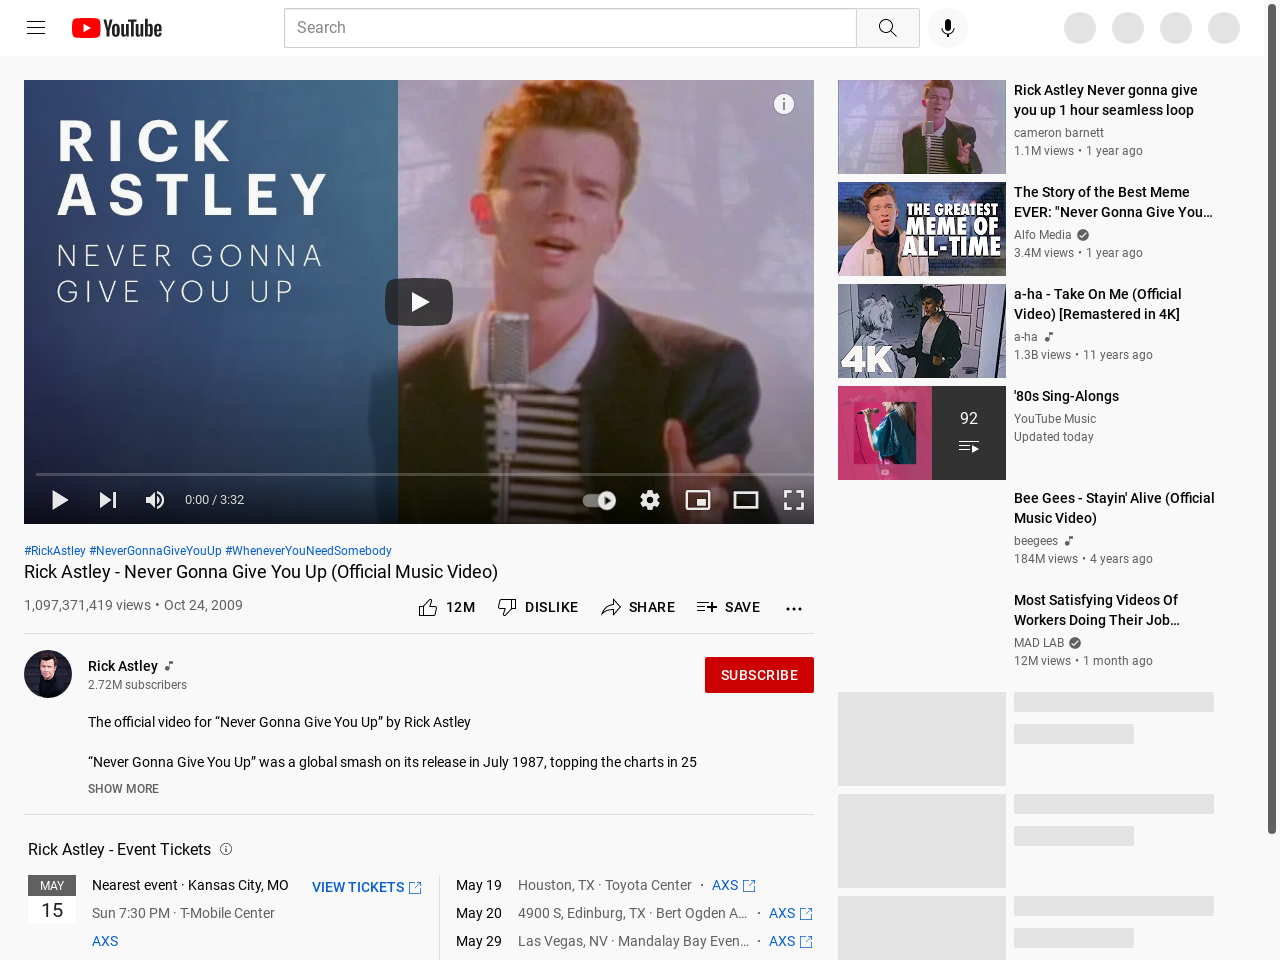 YouTube
Search
RICK
ASTLEY
NEVER GONNA
GIVE YOU UP
0:00 / 3:32
#RickAstley #NeverGonnaGiveYouUp #WheneverYouNeedSomebody
Rick Astley - Never Gonna Give You Up (Official Music Video)
1,097,371,419 views • Oct 24, 2009
12M
DISLIKE
SHARE
SAVE
Rick Astley
2.72M subscribers
SUBSCRIBE
The official video for “Never Gonna Give You Up” by Rick Astley
“Never Gonna Give You Up” was a global smash on its release in July 1987, topping the charts in 25
SHOW MORE
Rick Astley - Event Tickets
MAY
15
Nearest event · Kansas City, MO
VIEW TICKETS
Sun 7:30 PM · T-Mobile Center
AXS
May 19 Houston, TX · Toyota Center · AXS
May 20 4900 S, Edinburg, TX · Bert Ogden A... · AXS
May 29 Las Vegas, NV · Mandalay Bay Even... · AXS
Rick Astley Never gonna give
you up 1 hour seamless loop
cameron barnett
1.1M views • 1 year ago
THE GREATEST
MEME OF
ALL-TIME
The Story of the Best Meme
EVER: "Never Gonna Give You...
Alfo Media
3.4M views • 1 year ago
4K
a-ha - Take On Me (Official
Video) [Remastered in 4K]
a-ha
1.3B views • 11 years ago
92
'80s Sing-Alongs
YouTube Music
Updated today
Bee Gees - Stayin' Alive (Official
Music Video)
beegees
184M views • 4 years ago
Most Satisfying Videos Of
Workers Doing Their Job...
MAD LAB
12M views • 1 month ago